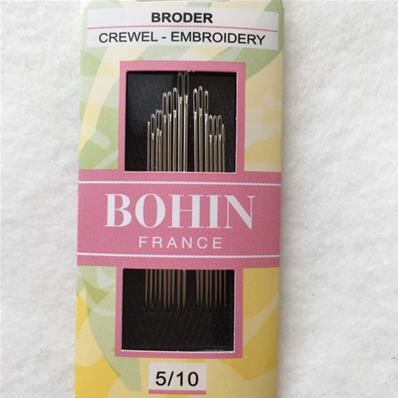 BRODER
CREWEL - EMBROIDERY
BOHIN
FRANCE
5/10